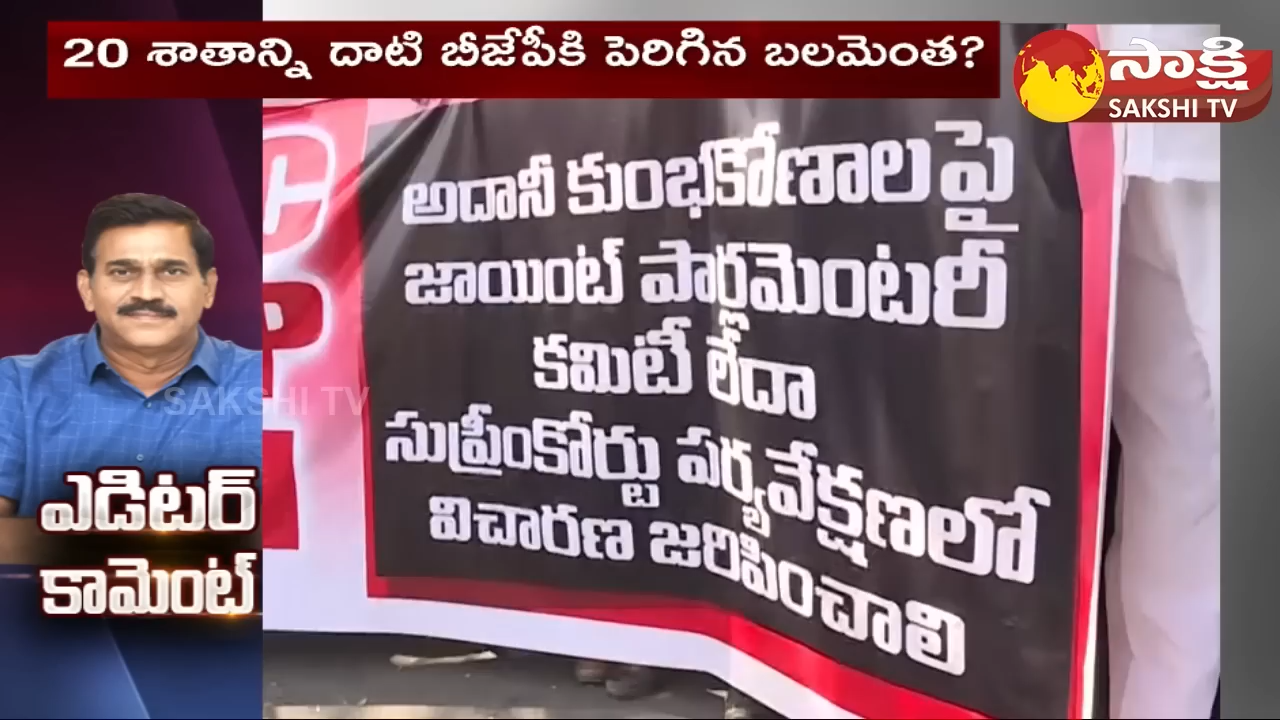 20 శాతాన్ని దాటి బీజేపీకి పెరిగిన బలమెంత?
సాక్షి
SAKSHI TV
అదానీ కుంభకోణాలపై
జాయింట్ పార్లమెంటరీ
కమిటీ లేదా
సుప్రీంకోర్టు పర్యవేక్షణలో
విచారణ జరిపించాలి
SAKSHI TV
ఎడిటర్
కామెంట్